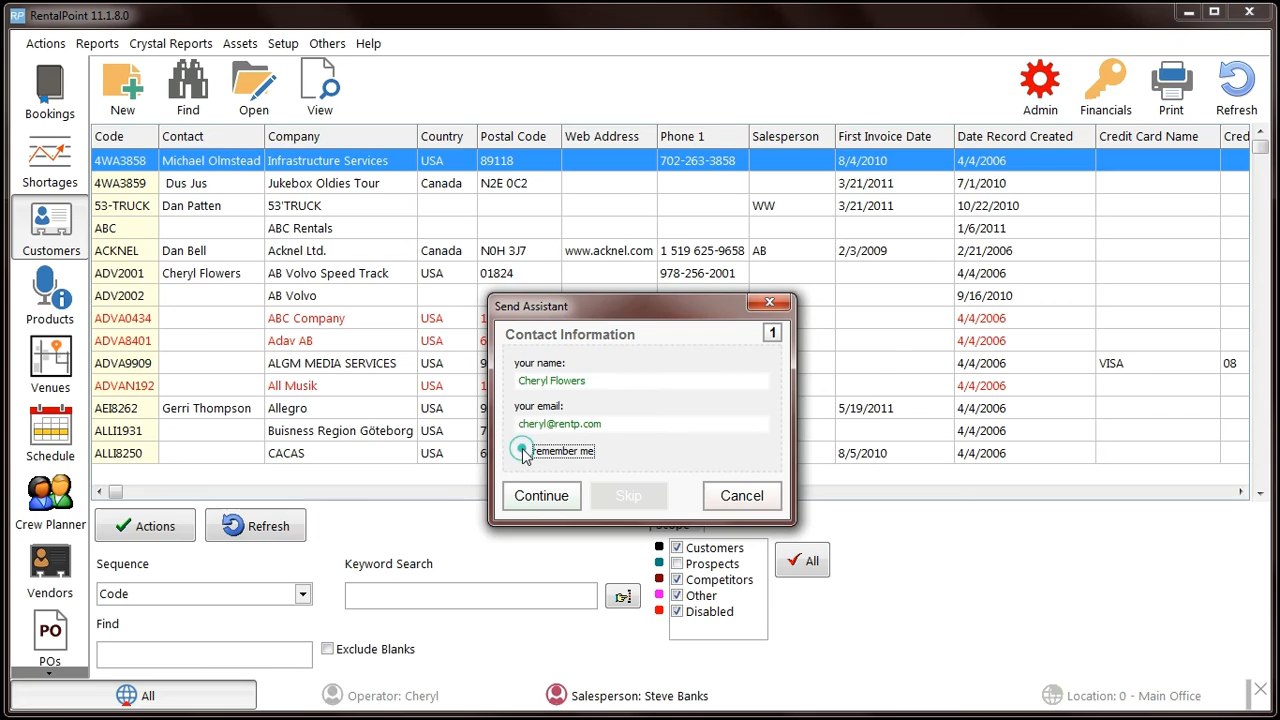 RP RentalPoint 11.1.8.0
Actions Reports Crystal Reports Assets Setup Others Help
Bookings
Shortages
Customers
Products
Venues
Schedule
Crew Planner
Vendors
PO
POs
New Find Open View Admin Financials Print Refresh
Code Contact Company Country Postal Code Web Address Phone 1 Salesperson First Invoice Date Date Record Created Credit Card Name Cred
4WA3858 Michael Olmstead Infrastructure Services USA 89118 702-263-3858 8/4/2010 4/4/2006
4WA3859 Dus Jus Jukebox Oldies Tour Canada N2E 0C2 3/21/2011 7/1/2010
53-TRUCK Dan Patten 53'TRUCK WW 3/21/2011 10/22/2010
ABC ABC Rentals 1/6/2011
ACKNEL Dan Bell Acknel Ltd. Canada N0H 3J7 www.acknel.com 1 519 625-9658 AB 2/3/2009 2/21/2006
ADV2001 Cheryl Flowers AB Volvo Speed Track USA 01824 978-256-2001 4/4/2006
ADV2002 AB Volvo 9/16/2010
ADVA0434 ABC Company USA 4/4/2006
ADVA8401 Adav AB USA 4/4/2006
ADVA9909 ALGM MEDIA SERVICES USA 4/4/2006 VISA 08
ADVAN192 All Musik USA 4/4/2006
AEI8262 Gerri Thompson Allegro USA 5/19/2011 4/4/2006
ALLI1931 Buisness Region Göteborg USA 4/4/2006
ALLI8250 CACAS USA 8/5/2010 4/4/2006
Send Assistant
Contact Information 1
your name:
Cheryl Flowers
your email:
cheryl@rentp.com
remember me
Continue Skip Cancel
Actions Refresh
Sequence
Code
Find
Keyword Search
Exclude Blanks
Customers
Prospects
Competitors
Other
Disabled
All
All Operator: Cheryl Salesperson: Steve Banks Location: 0 - Main Office